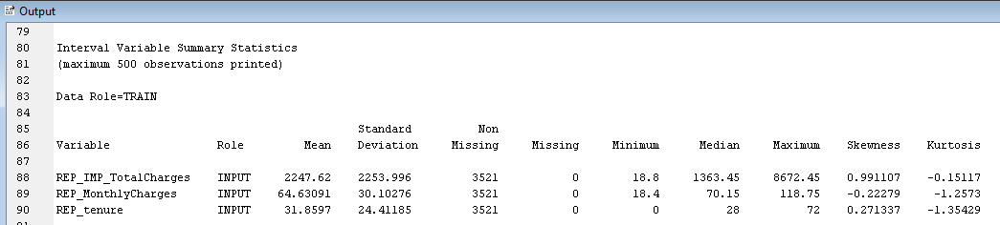 Output
79
80 Interval Variable Summary Statistics
81 (maximum 500 observations printed)
82
83 Data Role=TRAIN
84
85 Standard Non
86 Variable Role Mean Deviation Missing Missing Minimum Median Maximum Skewness Kurtosis
87
88 REP_IMP_TotalCharges INPUT 2247.62 2253.996 3521 0 18.8 1363.45 8672.45 0.991107 -0.15117
89 REP_MonthlyCharges INPUT 64.63091 30.10276 3521 0 18.4 70.15 118.75 -0.22279 -1.2573
90 REP_tenure INPUT 31.8597 24.41185 3521 0 0 28 72 0.271337 -1.35429